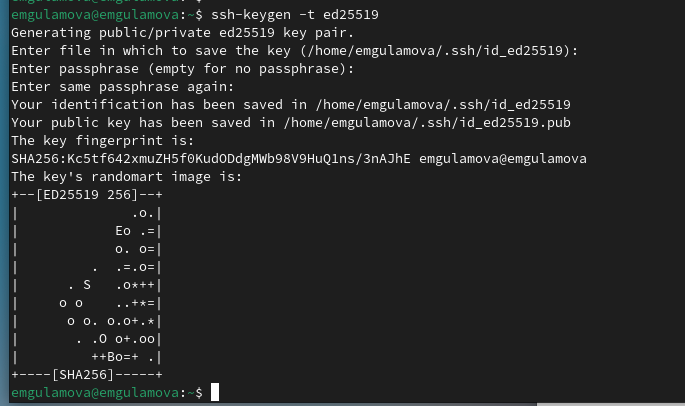 emgulamova@emgulamova:~$ ssh-keygen -t ed25519
Generating public/private ed25519 key pair.
Enter file in which to save the key (/home/emgulamova/.ssh/id_ed25519):
Enter passphrase (empty for no passphrase):
Enter same passphrase again:
Your identification has been saved in /home/emgulamova/.ssh/id_ed25519
Your public key has been saved in /home/emgulamova/.ssh/id_ed25519.pub
The key fingerprint is:
SHA256:Kc5tf642xmuZH5f0KudODdgMWb98V9HuQ1ns/3nAJhE emgulamova@emgulamova
The key's randomart image is:
+--[ED25519 256]--+
|              .o.|
|            Eo .=|
|            o. o=|
|         .  .=.o=|
|      . S   .o*++|
|     o o    ..+*=|
|      o o. o.o+.*|
|       . .O o+.oo|
|         ++Bo=+ .|
+----[SHA256]-----+
emgulamova@emgulamova:~$